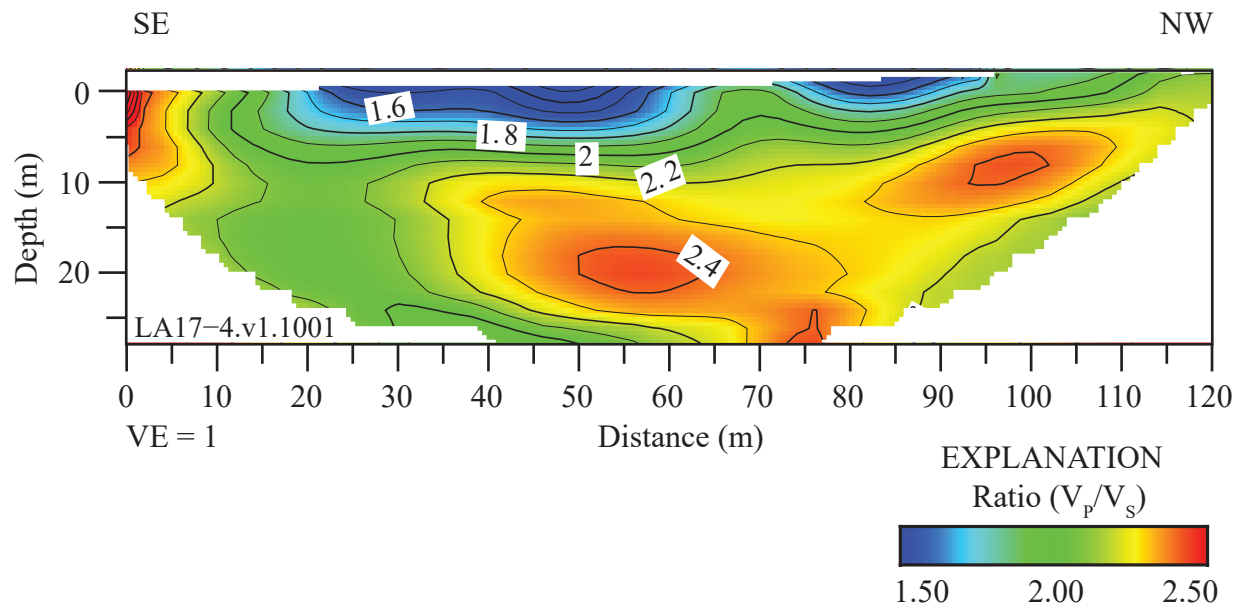 SE NW
0
1.6
1.8
Depth (m)
2
2.2
10
2.4
20
LA17−4.v1.1001
0 10 20 30 40 50 60 70 80 90 100 110 120
VE = 1 Distance (m)
EXPLANATION
Ratio (VP/VS)
1.50 2.00 2.50